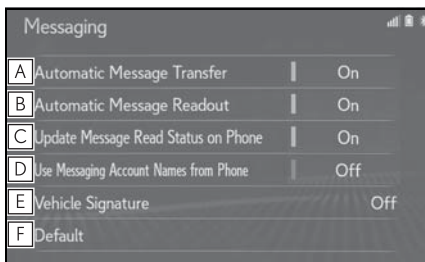 Messaging
A Automatic Message Transfer On
B Automatic Message Readout On
C Update Message Read Status on Phone On
D Use Messaging Account Names from Phone Off
E Vehicle Signature Off
F Default